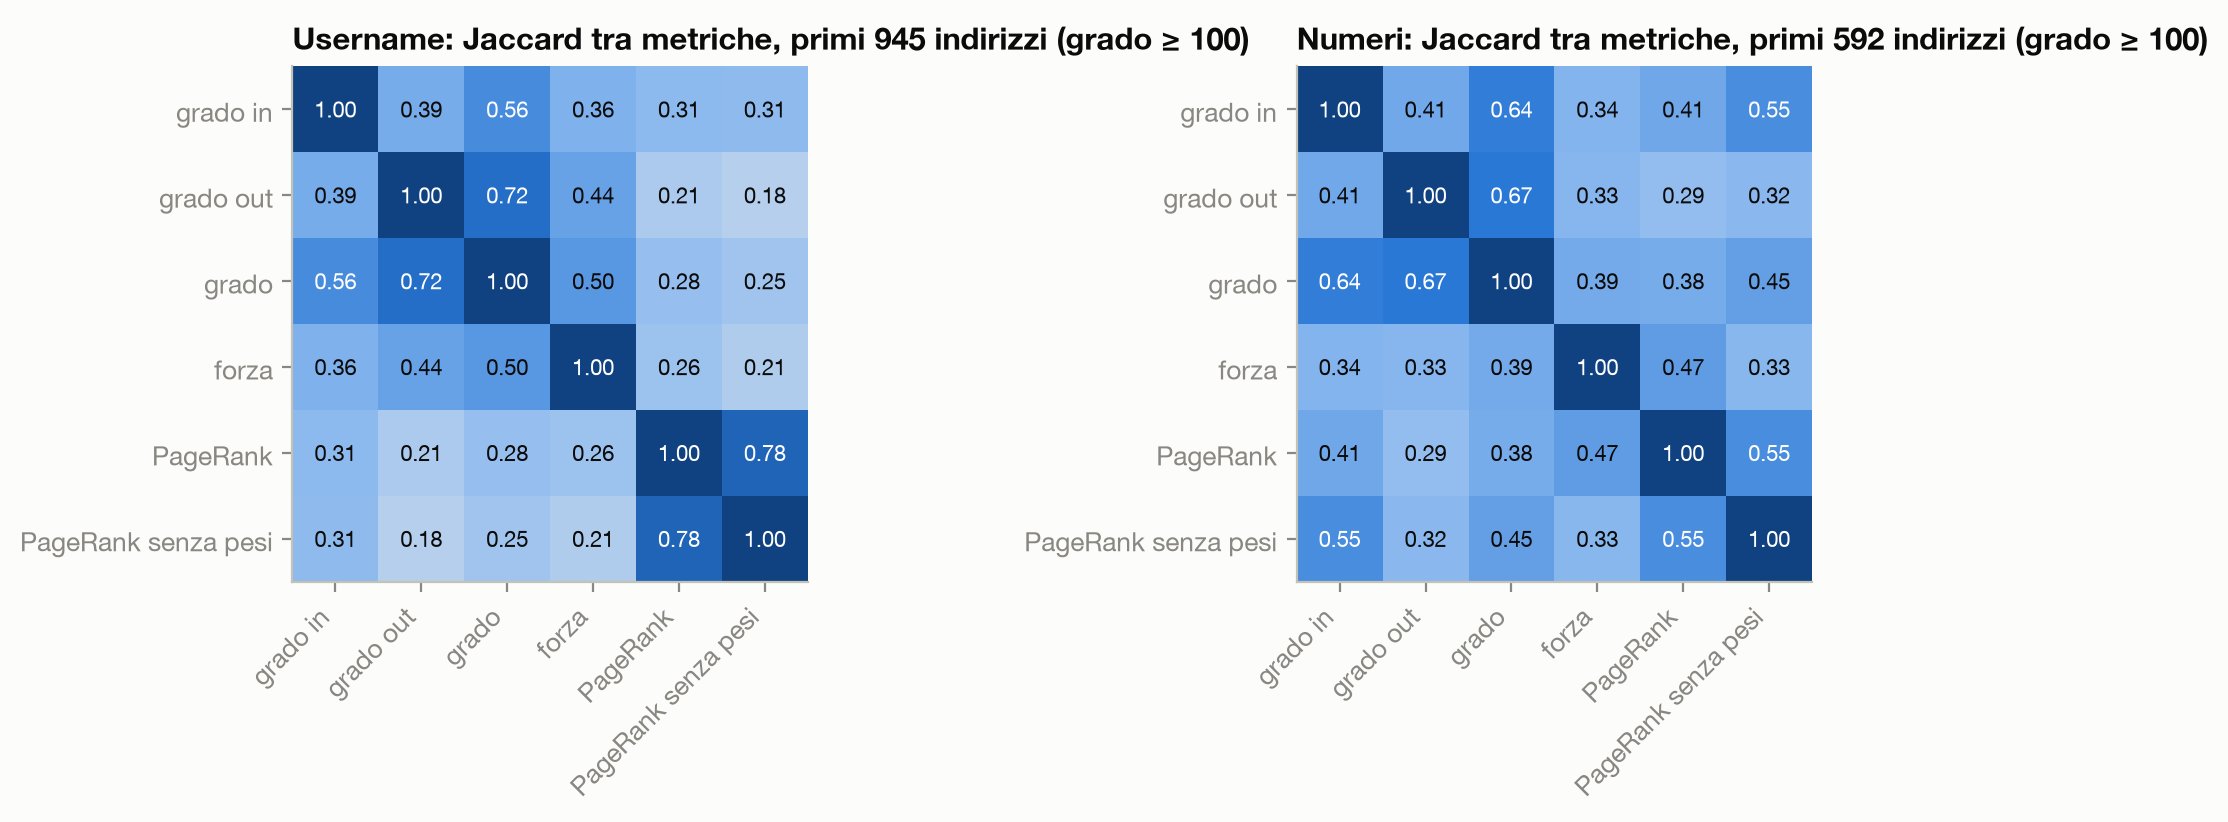 Username: Jaccard tra metriche, primi 945 indirizzi (grado ≥ 100)
grado in 1.00 0.39 0.56 0.36 0.31 0.31
grado out 0.39 1.00 0.72 0.44 0.21 0.18
grado 0.56 0.72 1.00 0.50 0.28 0.25
forza 0.36 0.44 0.50 1.00 0.26 0.21
PageRank 0.31 0.21 0.28 0.26 1.00 0.78
PageRank senza pesi 0.31 0.18 0.25 0.21 0.78 1.00
grado in
grado out
grado
forza
PageRank
PageRank senza pesi
Numeri: Jaccard tra metriche, primi 592 indirizzi (grado ≥ 100)
grado in 1.00 0.41 0.64 0.34 0.41 0.55
grado out 0.41 1.00 0.67 0.33 0.29 0.32
grado 0.64 0.67 1.00 0.39 0.38 0.45
forza 0.34 0.33 0.39 1.00 0.47 0.33
PageRank 0.41 0.29 0.38 0.47 1.00 0.55
PageRank senza pesi 0.55 0.32 0.45 0.33 0.55 1.00
grado in
grado out
grado
forza
PageRank
PageRank senza pesi